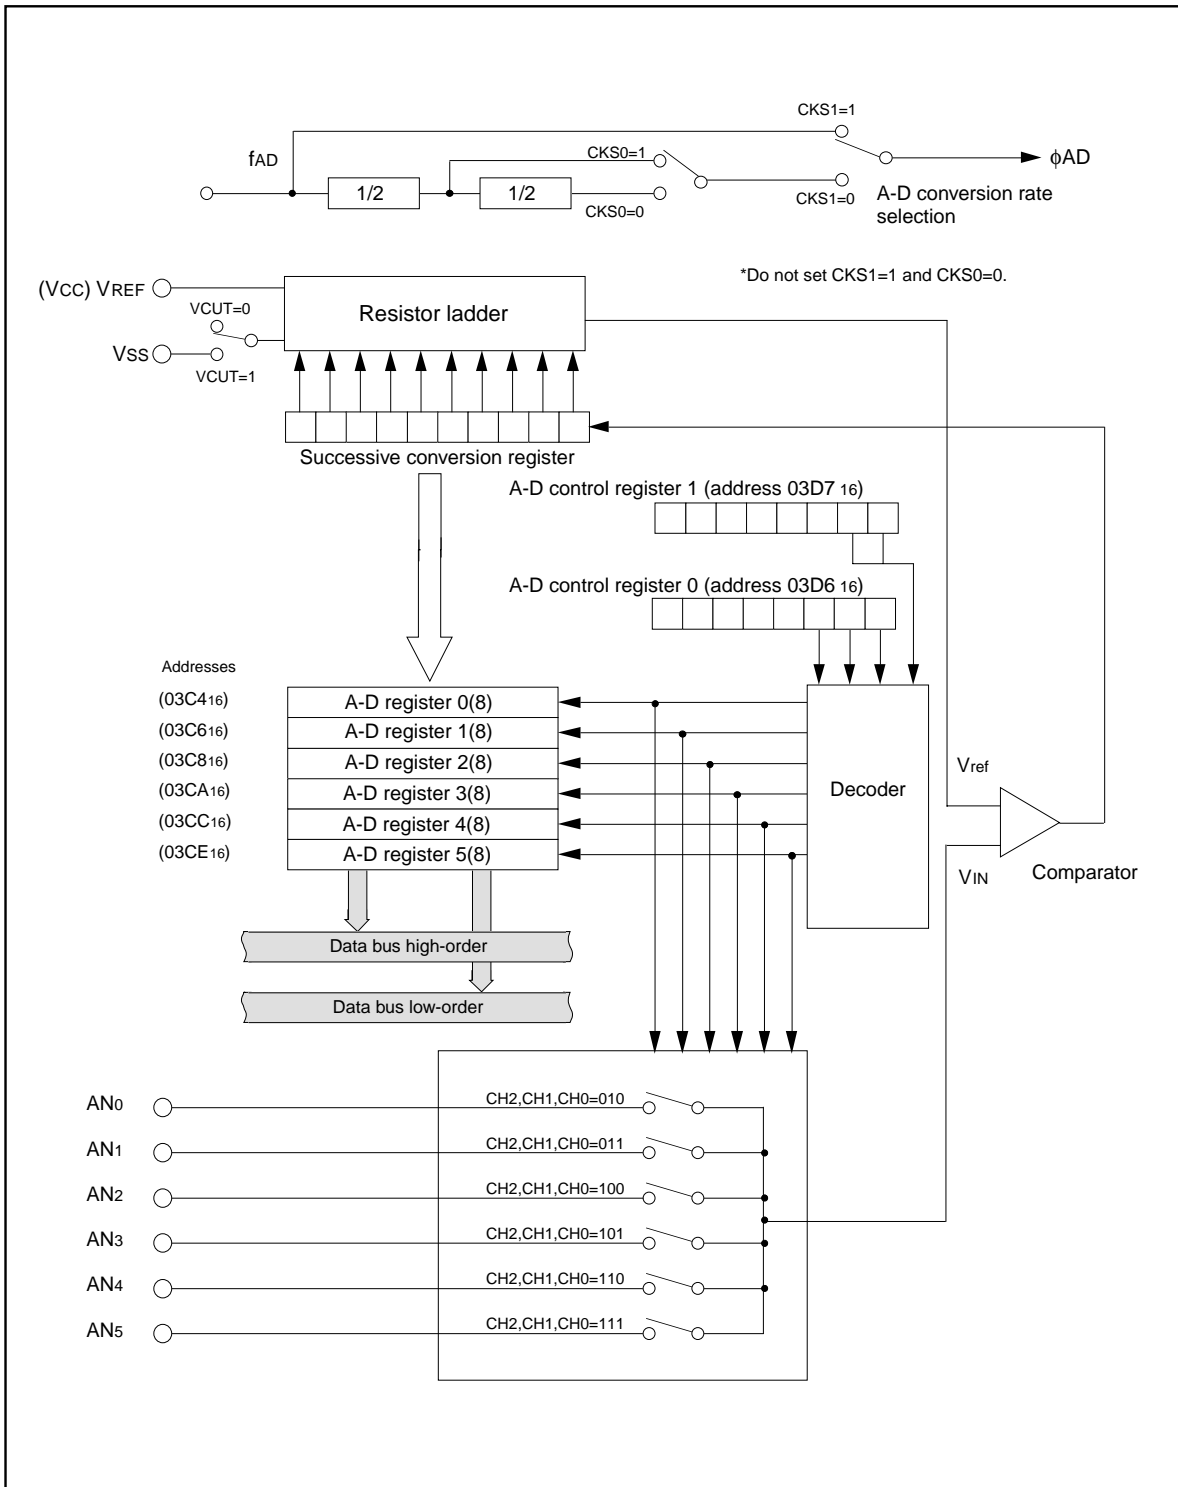 CKS1=1
fAD
CKS0=1
ϕAD
1/2
1/2
CKS0=0
CKS1=0
A-D conversion rate
selection
*Do not set CKS1=1 and CKS0=0.
(VCC) VREF
VCUT=0
Resistor ladder
VSS
VCUT=1
Successive conversion register
A-D control register 1 (address 03D7 16)
A-D control register 0 (address 03D6 16)
Addresses
(03C416)
A-D register 0(8)
(03C616)
A-D register 1(8)
(03C816)
A-D register 2(8)
(03CA16)
A-D register 3(8)
(03CC16)
A-D register 4(8)
(03CE16)
A-D register 5(8)
Decoder
Vref
VIN
Comparator
Data bus high-order
Data bus low-order
AN0
CH2,CH1,CH0=010
AN1
CH2,CH1,CH0=011
AN2
CH2,CH1,CH0=100
AN3
CH2,CH1,CH0=101
AN4
CH2,CH1,CH0=110
AN5
CH2,CH1,CH0=111